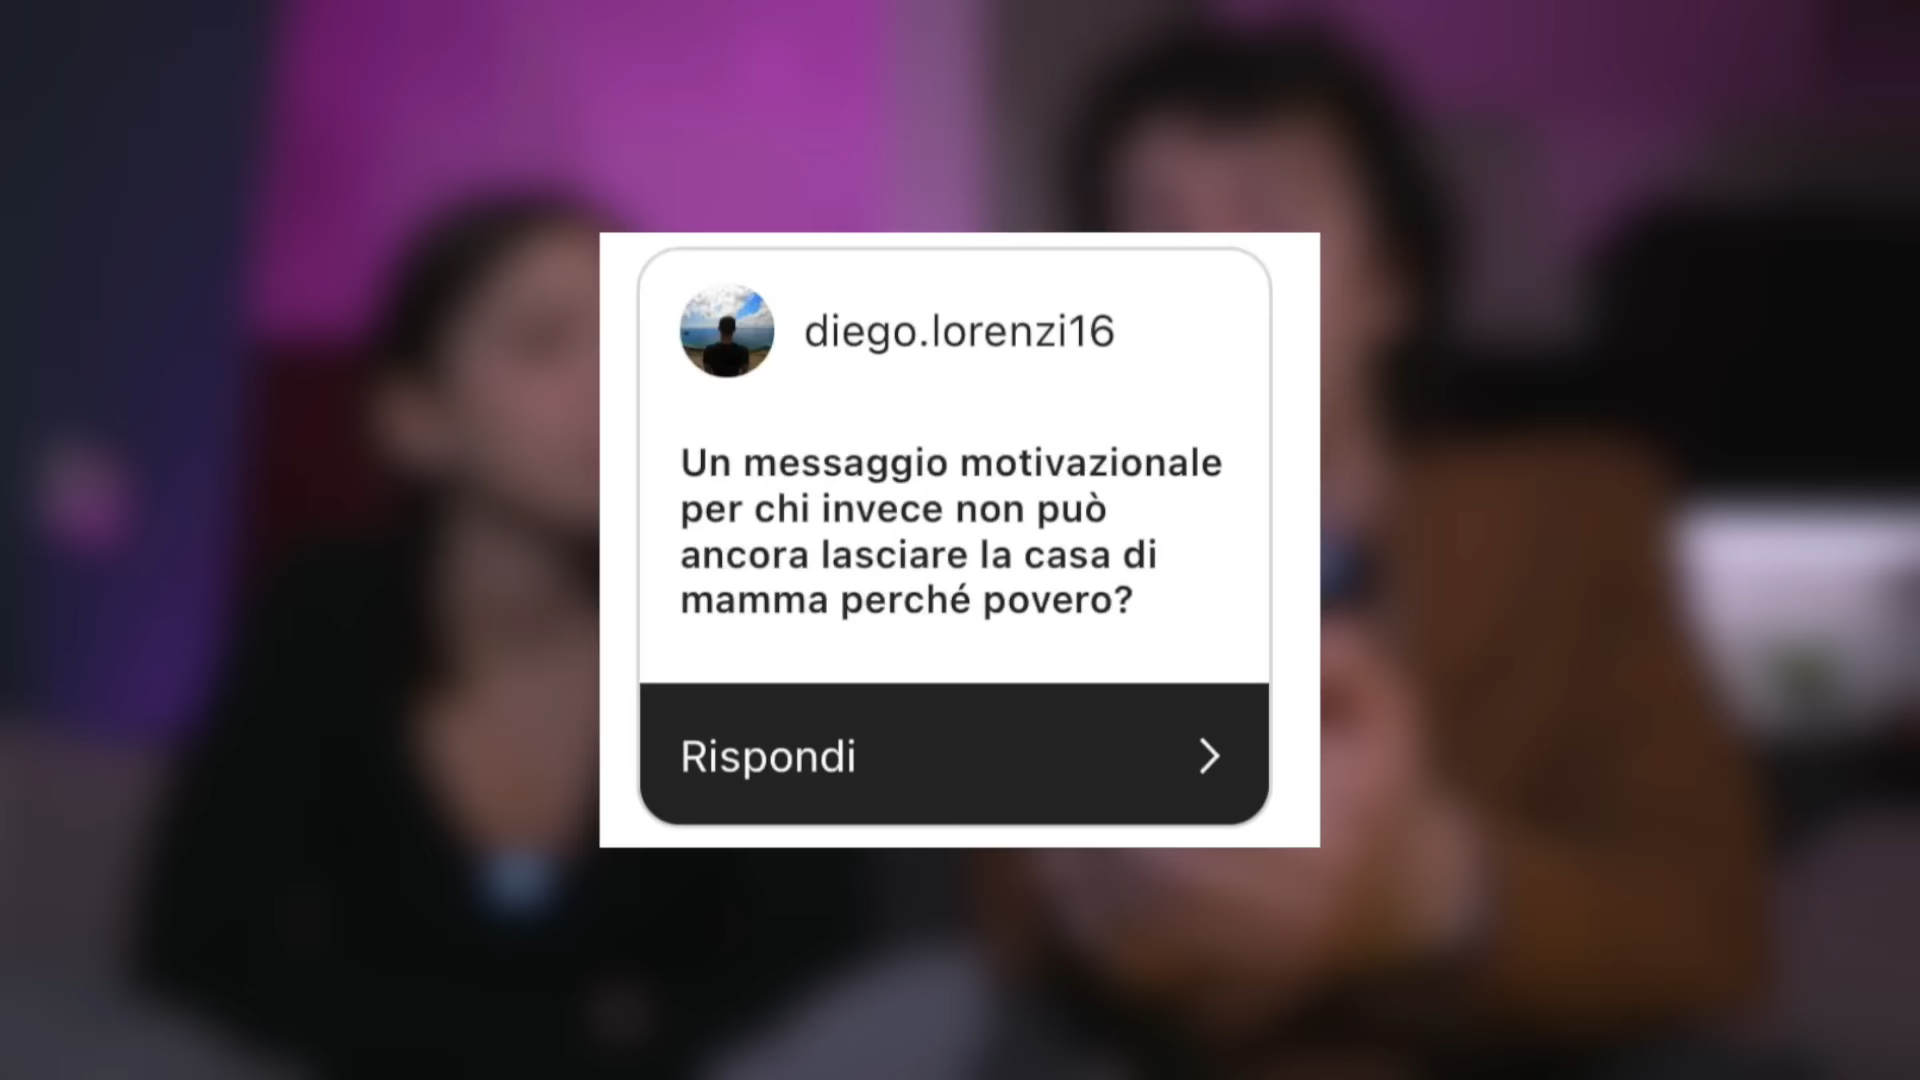 diego.lorenzi16
Un messaggio motivazionale
per chi invece non può
ancora lasciare la casa di
mamma perché povero?
Rispondi